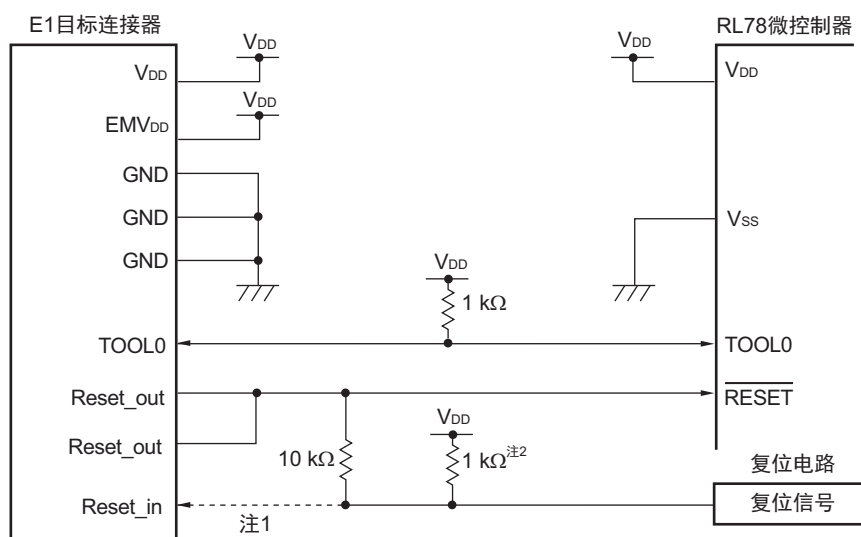 E1目标连接器
RL78微控制器
VDD
VDD
VDD
VDD
VDD
EMVDD
GND
GND
VSS
GND
VDD
1 kΩ
TOOL0
TOOL0
Reset_out
RESET
Reset_out
VDD
10 kΩ
1 kΩ注2
复位电路
Reset_in
注1
复位信号